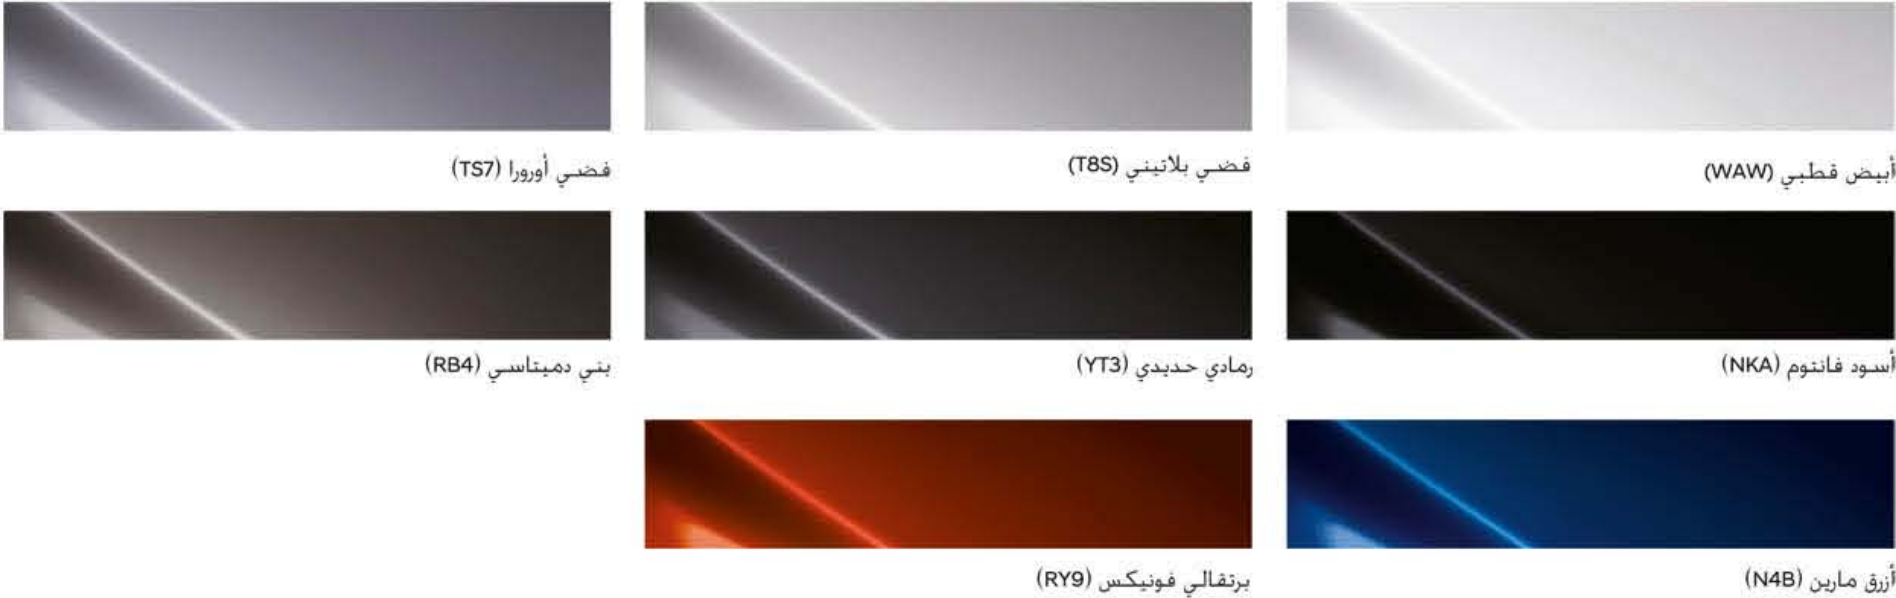 أبيض قطبي (WAW)
فضي بلاتيني (T8S)
فضي أورورا (TS7)
أسود فانتوم (NKA)
رمادي حديدي (YT3)
بني دميتاسي (RB4)
أزرق مارين (N4B)
برتقالي فونيكس (RY9)